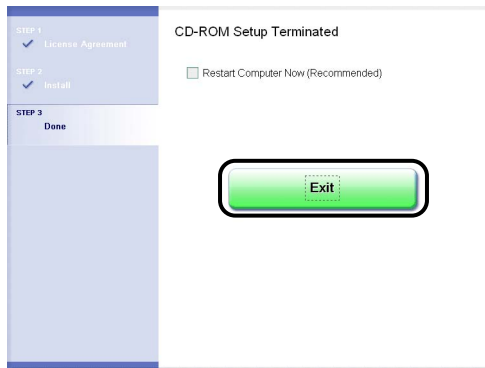 STEP 1
License Agreement
STEP 2
Install
STEP 3
Done
CD-ROM Setup Terminated
Restart Computer Now (Recommended)
Exit